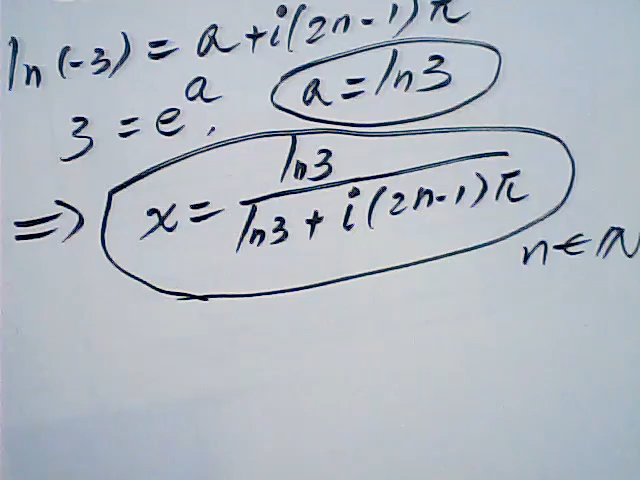 ln(-3) = a + i(2n-1)π
3 = e^a, a = ln3
⇒ x = ln3 / (ln3 + i(2n-1)π)
n ∈ ℕ